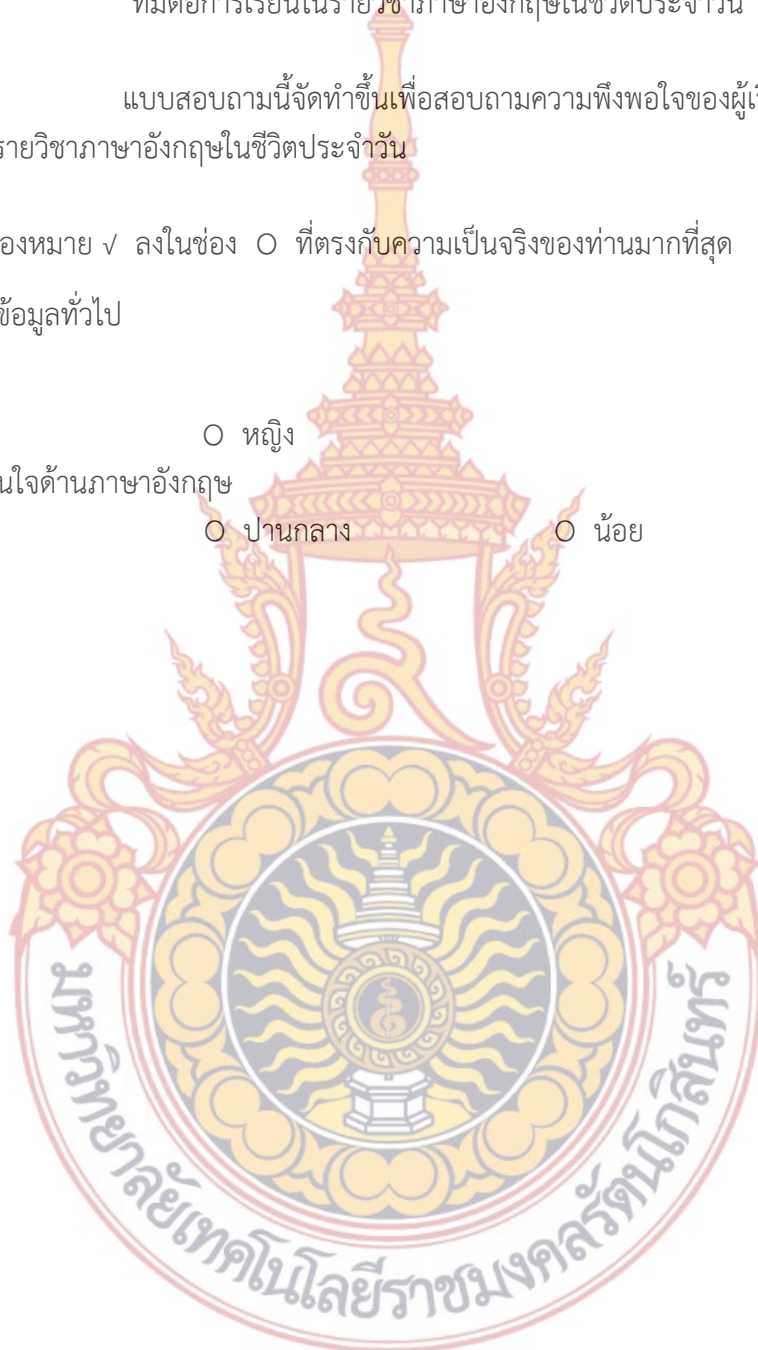 ที่มีต่อการเรียนในรายวิชาภาษาอังกฤษในชีวิตประจำวัน
แบบสอบถามนี้จัดทำขึ้นเพื่อสอบถามความพึงพอใจของผู้เรี
รายวิชาภาษาอังกฤษในชีวิตประจำวัน
องหมาย √ ลงในช่อง O ที่ตรงกับความเป็นจริงของท่านมากที่สุด
ข้อมูลทั่วไป
O หญิง
นใจด้านภาษาอังกฤษ
O ปานกลาง O น้อย
มหาวิทยาลัยเทคโนโลยีราชมงคลรัตนโกสินทร์